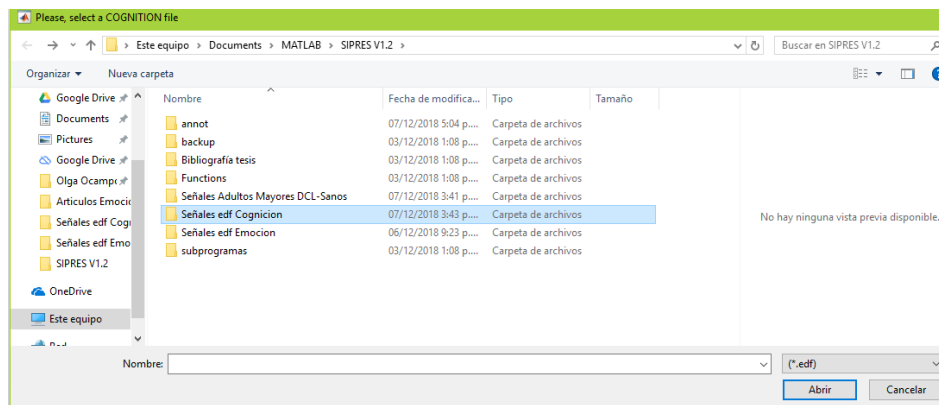 Please, select a COGNITION file
Este equipo > Documents > MATLAB > SIPRES V1.2 >
Buscar en SIPRES V1.2
Organizar
Nueva carpeta
Nombre Fecha de modifica... Tipo Tamaño
Google Drive
Documents
Pictures
Google Drive
Olga Ocampo
Articulos Emocio
Señales edf Cogn
Señales edf Emo
SIPRES V1.2
OneDrive
Este equipo
annot 07/12/2018 5:04 p.... Carpeta de archivos
backup 03/12/2018 1:08 p.... Carpeta de archivos
Bibliografía tesis 03/12/2018 1:08 p.... Carpeta de archivos
Functions 03/12/2018 1:08 p.... Carpeta de archivos
Señales Adultos Mayores DCL-Sanos 07/12/2018 3:41 p.... Carpeta de archivos
Señales edf Cognicion 07/12/2018 3:43 p.... Carpeta de archivos
Señales edf Emocion 06/12/2018 9:23 p.... Carpeta de archivos
subprogramas 03/12/2018 1:08 p.... Carpeta de archivos
No hay ninguna vista previa disponible.
Nombre:
(*.edf)
Abrir
Cancelar